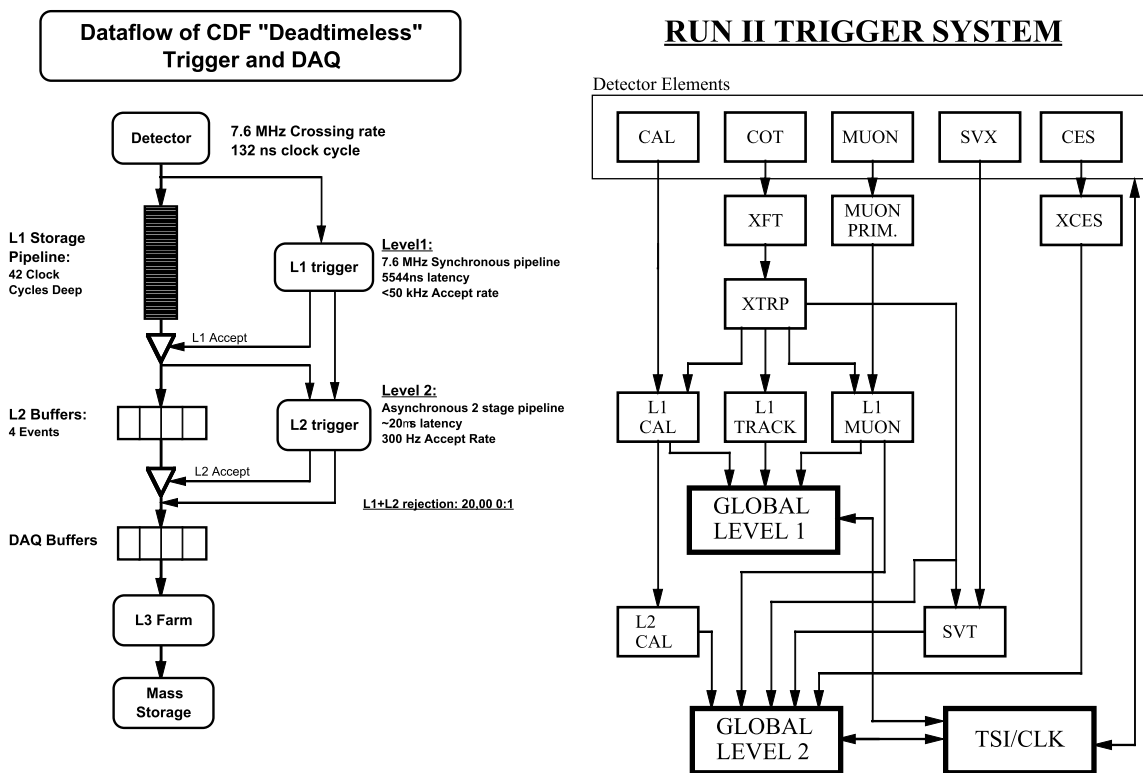 Dataflow of CDF "Deadtimeless"
Trigger and DAQ
Detector
7.6 MHz Crossing rate
132 ns clock cycle
L1 Storage
Pipeline:
42 Clock
Cycles Deep
L1 trigger
Level1:
7.6 MHz Synchronous pipeline
5544ns latency
<50 kHz Accept rate
L1 Accept
L2 Buffers:
4 Events
L2 trigger
Level 2:
Asynchronous 2 stage pipeline
~20ms latency
300 Hz Accept Rate
L2 Accept
L1+L2 rejection: 20,00 0:1
DAQ Buffers
L3 Farm
Mass
Storage
RUN II TRIGGER SYSTEM
Detector Elements
CAL
COT
MUON
SVX
CES
XFT
MUON
PRIM.
XCES
XTRP
L1
CAL
L1
TRACK
L1
MUON
GLOBAL
LEVEL 1
L2
CAL
SVT
GLOBAL
LEVEL 2
TSI/CLK